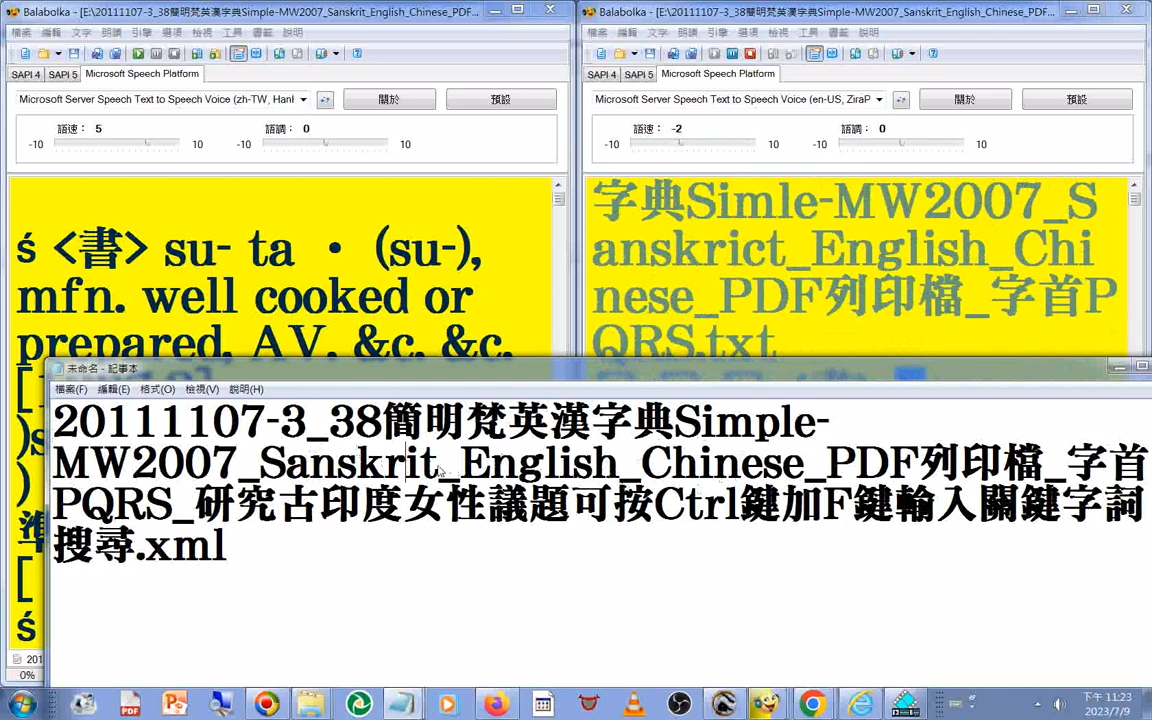 Balabolka - [E:\20111107-3_38簡明梵英漢字典Simple-MW2007_Sanskrit_English_Chinese_PDF...
檔案 編輯 文字 朗讀 引擎 選項 檢視 工具 書籤 說明
SAPI 4 SAPI 5 Microsoft Speech Platform
Microsoft Server Speech Text to Speech Voice (zh-TW, Hanl
關於 預設
語速： 5 語調： 0
-10 10 -10 10
ś <書> su- ta • (su-),
mfn. well cooked or
prepared, AV. &c. &c.
[
)s
)
準
[
ś
201
0%
Balabolka - [E:\20111107-3_38簡明梵英漢字典Simple-MW2007_Sanskrit_English_Chinese_PDF...
檔案 編輯 文字 朗讀 引擎 選項 檢視 工具 書籤 說明
SAPI 4 SAPI 5 Microsoft Speech Platform
Microsoft Server Speech Text to Speech Voice (en-US, ZiraP
關於 預設
語速： -2 語調： 0
-10 10 -10 10
字典Simle-MW2007_S
anskrict_English_Chi
nese_PDF列印檔_字首P
QRS.txt
未命名 - 記事本
檔案(F) 編輯(E) 格式(O) 檢視(V) 說明(H)
20111107-3_38簡明梵英漢字典Simple-
MW2007_Sanskrit_English_Chinese_PDF列印檔_字首
PQRS_研究古印度女性議題可按Ctrl鍵加F鍵輸入關鍵字詞
搜尋.xml
下午 11:23
2023/7/9